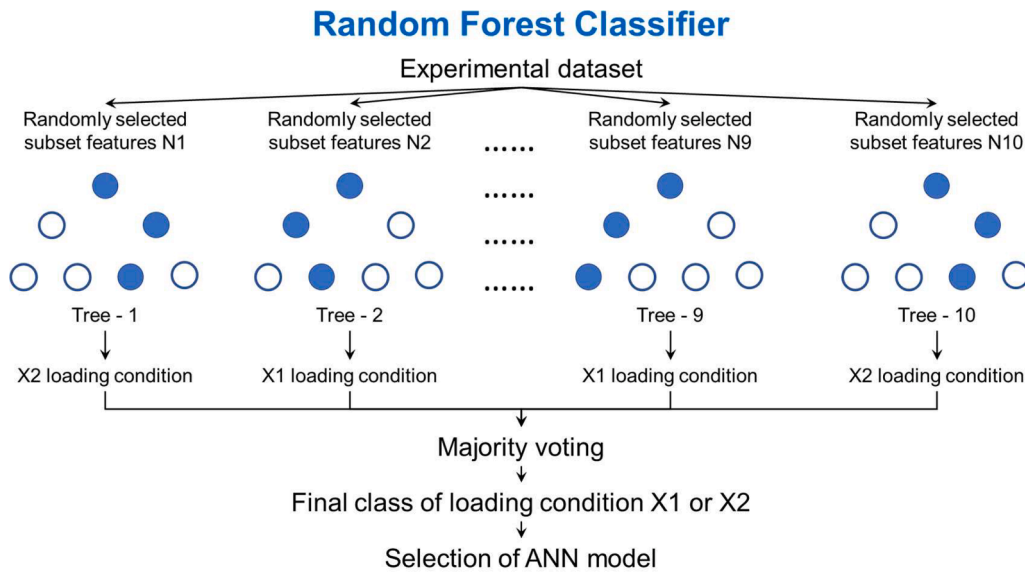 Random Forest Classifier
Experimental dataset
Randomly selected
subset features N1
Randomly selected
subset features N2
......
Randomly selected
subset features N9
Randomly selected
subset features N10
......
......
......
Tree - 1
Tree - 2
Tree - 9
Tree - 10
X2 loading condition
X1 loading condition
X1 loading condition
X2 loading condition
Majority voting
Final class of loading condition X1 or X2
Selection of ANN model